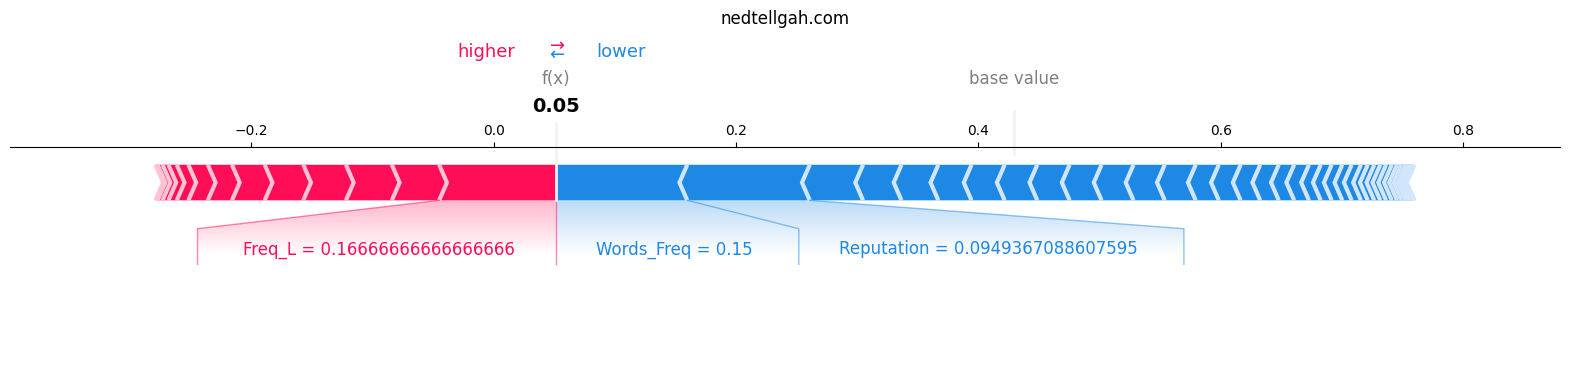 nedtellgah.com
higher ⇄ lower
f(x) base value
0.05
−0.2 0.0 0.2 0.4 0.6 0.8
Freq_L = 0.16666666666666666 Words_Freq = 0.15 Reputation = 0.0949367088607595